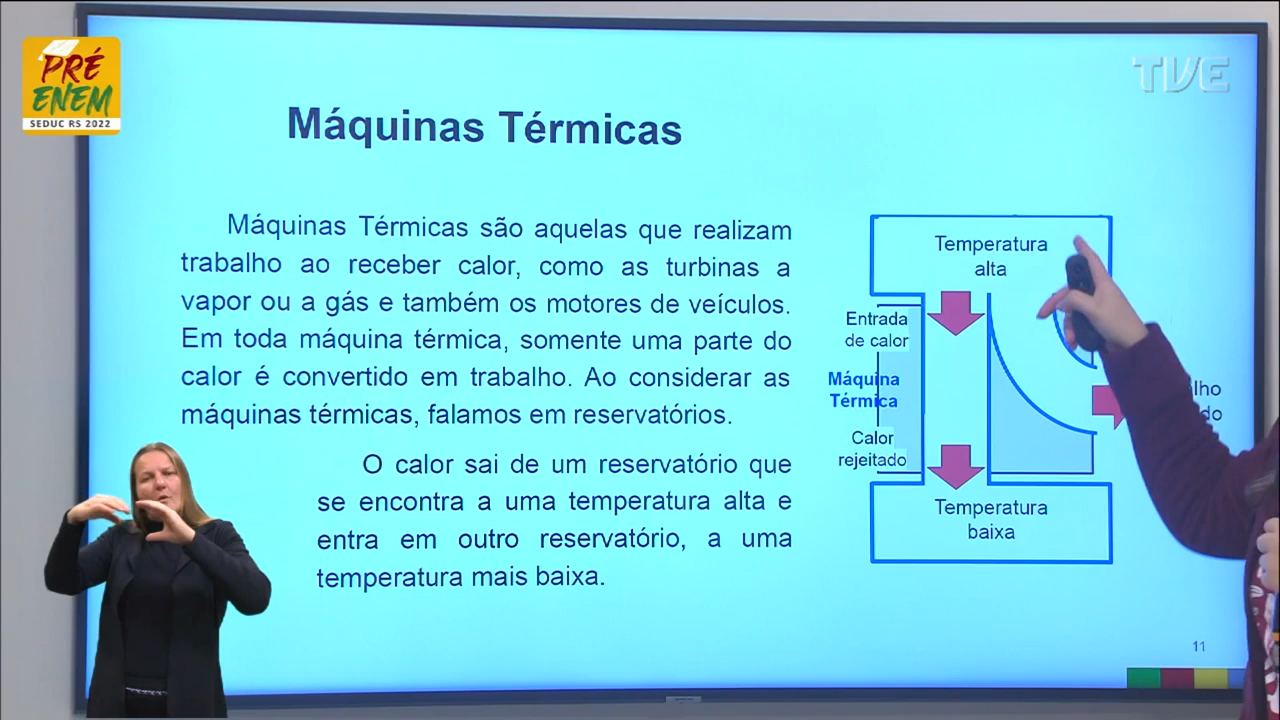 PRÉ
ENEM
SEDUC RS 2022
TVE
Máquinas Térmicas
Máquinas Térmicas são aquelas que realizam
trabalho ao receber calor, como as turbinas a
vapor ou a gás e também os motores de veículos.
Em toda máquina térmica, somente uma parte do
calor é convertido em trabalho. Ao considerar as
máquinas térmicas, falamos em reservatórios.
O calor sai de um reservatório que
se encontra a uma temperatura alta e
entra em outro reservatório, a uma
temperatura mais baixa.
Temperatura
alta
Entrada
de calor
Máquina
Térmica
Calor
rejeitado
Temperatura
baixa
11